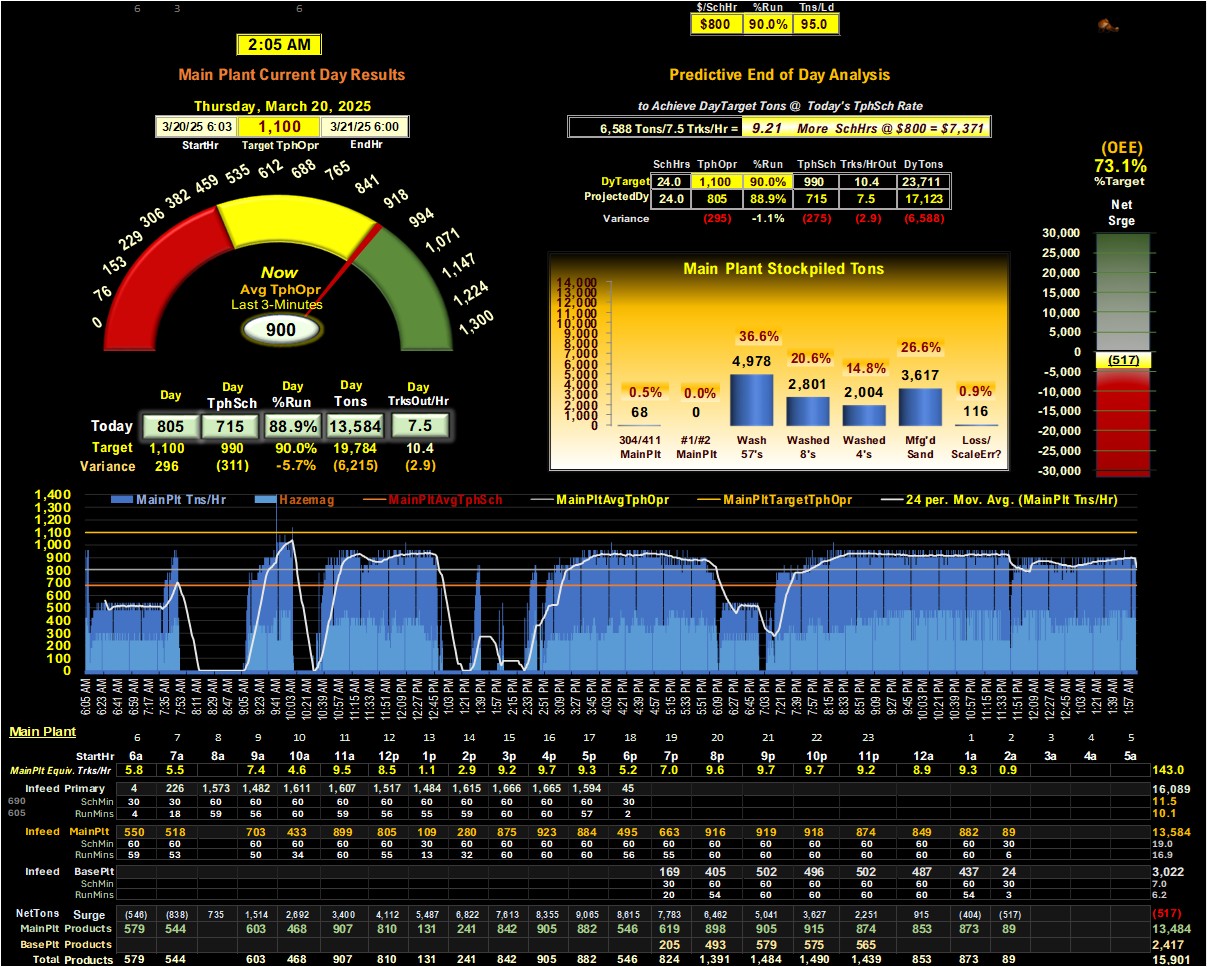 6 3 6
$/SchHr %Run Tns/Ld
$800 90.0% 95.0
2:05 AM
Main Plant Current Day Results
Thursday, March 20, 2025
3/20/25 6:03 1,100 3/21/25 6:00
StartHr Target TphOpr EndHr
0 76 153 229 306 382 459 535 612 688 765 841 918 994 1,071 1,147 1,224 1,300
Now
Avg TphOpr
Last 3-Minutes
900
Day Day TphSch Day %Run Day Tons Day TrksOut/Hr
Today 805 715 88.9% 13,584 7.5
Target 1,100 990 90.0% 19,784 10.4
Variance 296 (311) -5.7% (6,215) (2.9)
Predictive End of Day Analysis
to Achieve DayTarget Tons @ Today's TphSch Rate
6,588 Tons/7.5 Trks/Hr = 9.21 More SchHrs @ $800 = $7,371
SchHrs TphOpr %Run TphSch Trks/HrOut DyTons
DyTarget 24.0 1,100 90.0% 990 10.4 23,711
ProjectedDy 24.0 805 88.9% 715 7.5 17,123
Variance (295) -1.1% (275) (2.9) (6,588)
Main Plant Stockpiled Tons
14,000
13,000
12,000
11,000
10,000
9,000
8,000
7,000
6,000
5,000
4,000
3,000
2,000
1,000
0
0.5% 0.0% 36.6% 20.6% 14.8% 26.6% 0.9%
68 0 4,978 2,801 2,004 3,617 116
304/411 #1/#2 Wash Washed Washed Mfg'd Loss/
MainPlt MainPlt 57's 8's 4's Sand ScaleErr?
(OEE)
73.1%
%Target
Net
Srge
30,000
25,000
20,000
15,000
10,000
5,000
0
(517)
-5,000
-10,000
-15,000
-20,000
-25,000
-30,000
MainPlt Tns/Hr Hazemag MainPltAvgTphSch MainPltAvgTphOpr MainPltTargetTphOpr 24 per. Mov. Avg. (MainPlt Tns/Hr)
1,400
1,300
1,200
1,100
1,000
900
800
700
600
500
400
300
200
100
0
6:05 AM 6:23 AM 6:41 AM 6:59 AM 7:17 AM 7:35 AM 7:53 AM 8:11 AM 8:29 AM 8:47 AM 9:05 AM 9:23 AM 9:41 AM 10:03 AM 10:21 AM 10:39 AM 10:57 AM 11:15 AM 11:33 AM 11:51 AM 12:09 PM 12:27 PM 12:45 PM 1:03 PM 1:21 PM 1:39 PM 1:57 PM 2:15 PM 2:33 PM 2:51 PM 3:09 PM 3:27 PM 3:45 PM 4:03 PM 4:21 PM 4:39 PM 4:57 PM 5:15 PM 5:33 PM 5:51 PM 6:09 PM 6:27 PM 6:45 PM 7:03 PM 7:21 PM 7:39 PM 7:57 PM 8:15 PM 8:33 PM 8:51 PM 9:09 PM 9:27 PM 9:45 PM 10:03 PM 10:21 PM 10:39 PM 10:57 PM 11:15 PM 11:33 PM 11:51 PM 12:09 AM 12:27 AM 12:45 AM 1:03 AM 1:21 AM 1:39 AM 1:57 AM
Main Plant
6 7 8 9 10 11 12 13 14 15 16 17 18 19 20 21 22 23 1 2 3 4 5
StartHr 6a 7a 8a 9a 10a 11a 12p 1p 2p 3p 4p 5p 6p 7p 8p 9p 10p 11p 12a 1a 2a 3a 4a 5a
MainPlt Equiv. Trks/Hr 5.8 5.5 7.4 4.6 9.5 8.5 1.1 2.9 9.2 9.7 9.3 5.2 7.0 9.6 9.7 9.7 9.2 8.9 9.3 0.9 143.0
Infeed Primary 4 226 1,573 1,482 1,611 1,607 1,517 1,484 1,615 1,666 1,665 1,594 45 16,089
690 SchMin 30 30 60 60 60 60 60 60 60 60 60 60 30 11.5
605 RunMins 4 18 59 56 60 59 56 55 59 60 60 57 2 10.1
Infeed MainPlt 550 518 703 433 899 805 109 280 875 923 884 495 663 916 919 918 874 849 882 89 13,584
SchMin 60 60 60 60 60 60 30 60 60 60 60 60 60 60 60 60 60 60 60 30 19.0
RunMins 59 53 50 34 60 55 13 32 60 60 60 56 55 60 60 60 60 60 60 6 16.9
Infeed BasePlt 169 405 502 496 502 487 437 24 3,022
SchMin 30 60 60 60 60 60 60 30 7.0
RunMins 20 54 60 60 60 60 54 3 6.2
NetTons Surge (546) (838) 735 1,514 2,692 3,400 4,112 5,487 6,822 7,613 8,355 9,065 8,615 7,783 6,462 5,041 3,627 2,251 915 (404) (517) (517)
MainPlt Products 579 544 603 468 907 810 131 241 842 905 882 546 619 898 905 915 874 853 873 89 13,484
BasePlt Products 205 493 579 575 565 2,417
Total Products 579 544 603 468 907 810 131 241 842 905 882 546 824 1,391 1,484 1,490 1,439 853 873 89 15,901